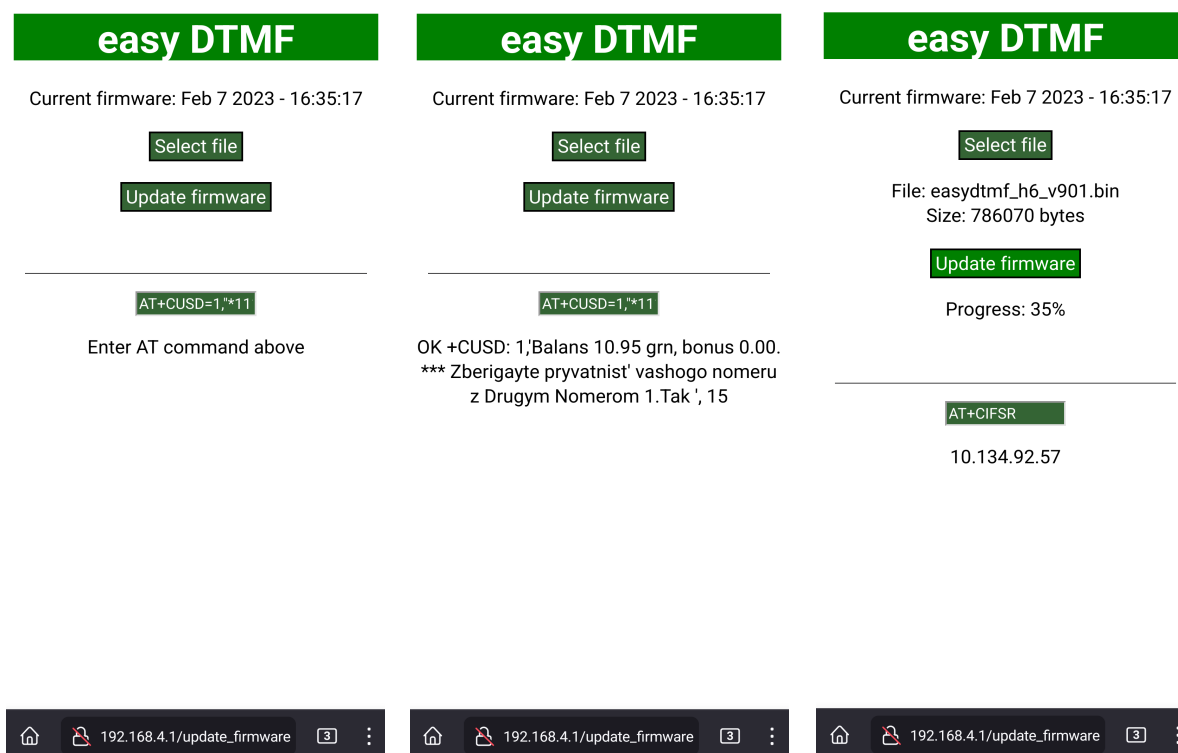 easy DTMF
Current firmware: Feb 7 2023 - 16:35:17
Select file
Update firmware
AT+CUSD=1,"*11
Enter AT command above
192.168.4.1/update_firmware
3
easy DTMF
Current firmware: Feb 7 2023 - 16:35:17
Select file
Update firmware
AT+CUSD=1,"*11
OK +CUSD: 1,'Balans 10.95 grn, bonus 0.00.
*** Zberigayte pryvatnist' vashogo nomeru
z Drugym Nomerom 1.Tak ', 15
192.168.4.1/update_firmware
3
easy DTMF
Current firmware: Feb 7 2023 - 16:35:17
Select file
File: easydtmf_h6_v901.bin
Size: 786070 bytes
Update firmware
Progress: 35%
AT+CIFSR
10.134.92.57
192.168.4.1/update_firmware
3